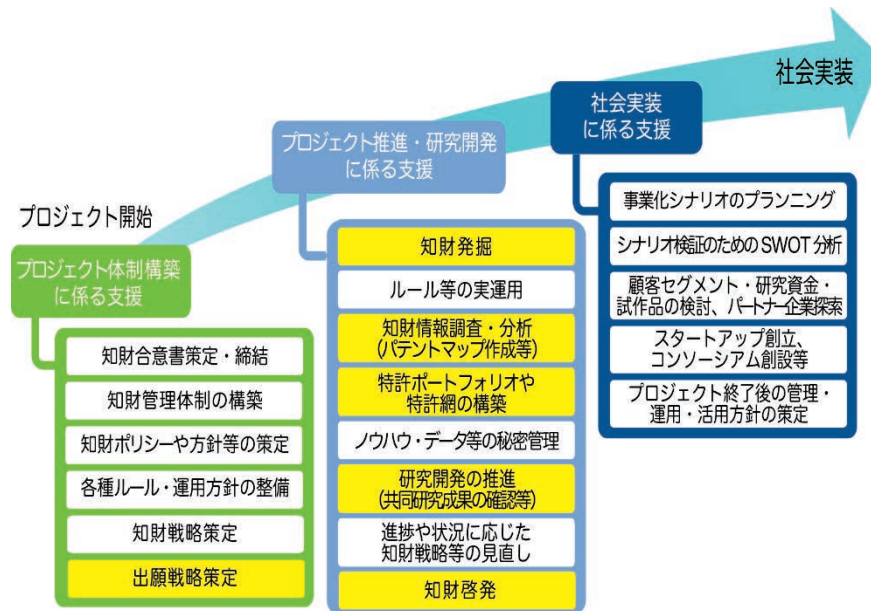 社会実装
プロジェクト開始
プロジェクト体制構築
に係る支援
知財合意書策定・締結
知財管理体制の構築
知財ポリシーや方針等の策定
各種ルール・運用方針の整備
知財戦略策定
出願戦略策定
プロジェクト推進・研究開発
に係る支援
知財発掘
ルール等の実運用
知財情報調査・分析
(パテントマップ作成等)
特許ポートフォリオや
特許網の構築
ノウハウ・データ等の秘密管理
研究開発の推進
(共同研究成果の確認等)
進捗や状況に応じた
知財戦略等の見直し
知財啓発
社会実装
に係る支援
事業化シナリオのプランニング
シナリオ検証のための SWOT 分析
顧客セグメント・研究資金・
試作品の検討、パートナー企業探索
スタートアップ創立、
コンソーシアム創設等
プロジェクト終了後の管理・
運用・活用方針の策定